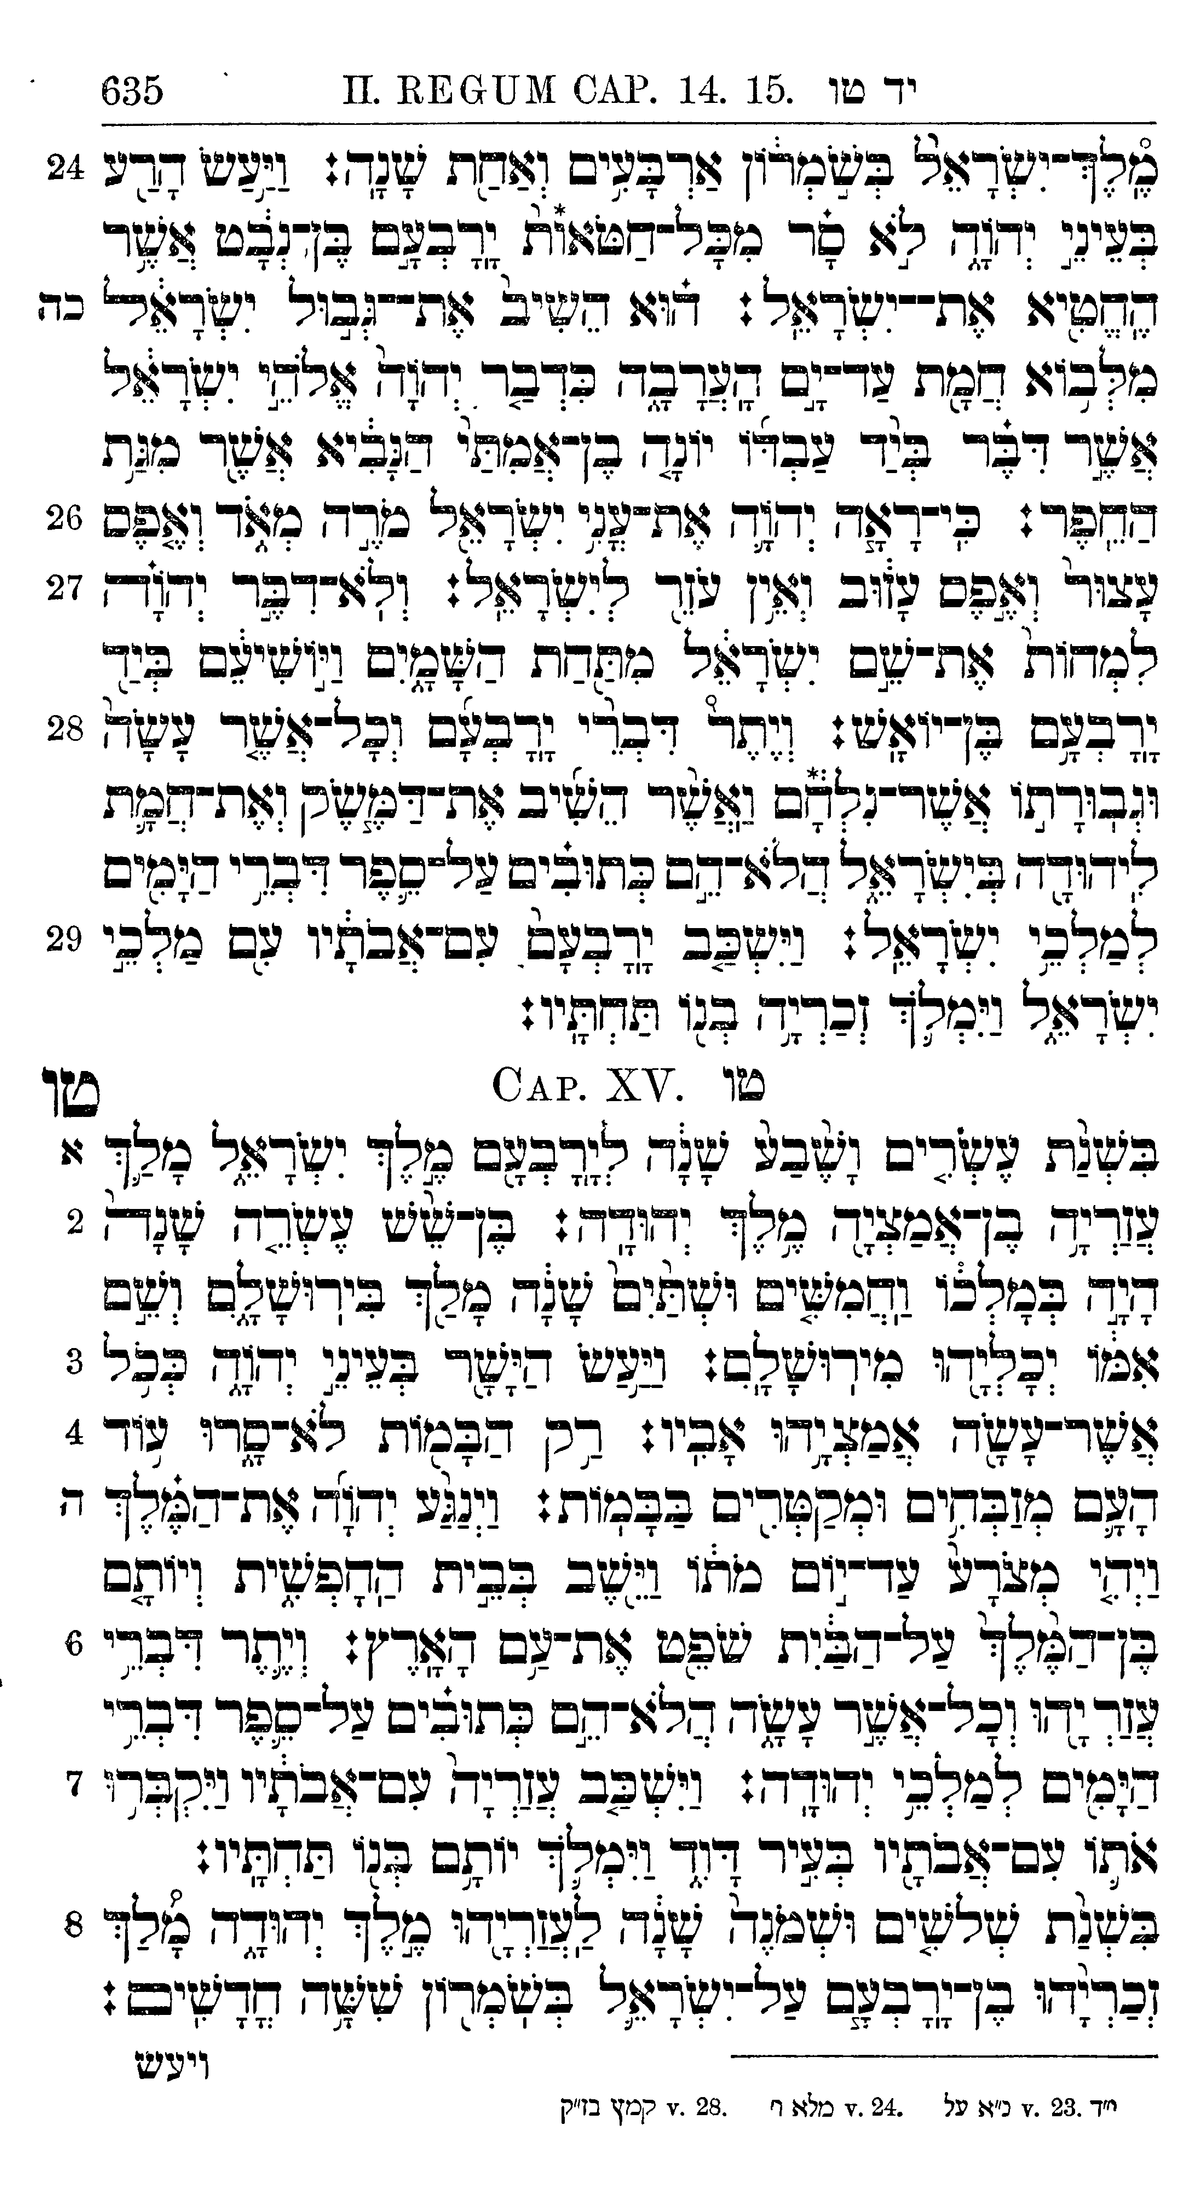 635 II. REGUM CAP. 14. 15. יד טו
24 מֶֽלֶךְ־יִשְׂרָאֵ֨ל בְּשֹׁ֣מְר֔וֹן אַרְבָּעִ֥ים וְאַחַ֖ת שָׁנָֽה׃ וַיַּ֥עַשׂ הָרַ֖ע
בְּעֵינֵ֣י יְהוָֹ֑ה לֹ֣א סָ֗ר מִכָּל־חַטֹּאות֙ יָרָבְעָ֣ם בֶּן־נְבָ֔ט אֲשֶׁ֥ר
כה הֶחֱטִ֖יא אֶת־יִשְׂרָאֵֽל׃ ה֗וּא הֵשִׁיב֙ אֶת־גְּב֣וּל יִשְׂרָאֵ֔ל
מִלְּב֥וֹא חֲמָ֖ת עַד־יָ֣ם הָֽעֲרָבָ֑ה כִּדְבַ֤ר יְהוָֹה֙ אֱלֹהֵ֣י יִשְׂרָאֵ֔ל
אֲשֶׁ֣ר דִּבֶּ֗ר בְּיַ֨ד עַבְדּ֜וֹ יוֹנָ֤ה בֶן־אֲמִתַּי֙ הַנָּבִ֔יא אֲשֶׁ֖ר מִגַּ֥ת
26 הַחֵֽפֶר׃ כִּֽי־רָאָ֧ה יְהוָֹ֛ה אֶת־עֳנִ֥י יִשְׂרָאֵ֖ל מֹרֶ֣ה מְאֹ֑ד וְאֶ֤פֶס
27 עָצוּר֙ וְאֶ֣פֶס עָז֔וּב וְאֵ֥ין עֹזֵ֖ר לְיִשְׂרָאֵֽל׃ וְלֹֽא־דִבֶּ֣ר יְהוָֹ֗ה
לִמְחוֹת֙ אֶת־שֵׁ֣ם יִשְׂרָאֵ֔ל מִתַּ֖חַת הַשָּׁמָ֑יִם וַיּ֣וֹשִׁיעֵ֔ם בְּיַ֖ד
28 יָרָבְעָ֥ם בֶּן־יוֹאָֽשׁ׃ וְיֶתֶר֩ דִּבְרֵ֨י יָרָבְעָ֜ם וְכָל־אֲשֶׁ֤ר עָשָׂה֙
וּגְבֽוּרָת֣וֹ אֲשֶׁר־נִלְחָ֔ם וַֽאֲשֶׁ֨ר הֵשִׁ֜יב אֶת־דַּמֶּ֧שֶׂק וְאֶת־חֲמָ֛ת
לִֽיהוּדָ֖ה בְּיִשְׂרָאֵ֑ל הֲלֹא־הֵ֣ם כְּתוּבִ֗ים עַל־סֵ֛פֶר דִּבְרֵ֥י הַיָּמִ֖ים
29 לְמַלְכֵ֥י יִשְׂרָאֵֽל׃ וַיִּשְׁכַּ֤ב יָרָבְעָם֙ עִם־אֲבֹתָ֔יו עִ֖ם מַלְכֵ֣י
יִשְׂרָאֵ֑ל וַיִּמְלֹ֛ךְ זְכַרְיָ֥ה בְנ֖וֹ תַּחְתָּֽיו׃
טו CAP. XV. טו
א בִּשְׁנַ֨ת עֶשְׂרִ֤ים וָשֶׁ֙בַע֙ שָׁנָ֔ה לְיָרָבְעָ֖ם מֶ֣לֶךְ יִשְׂרָאֵ֑ל מָלַ֛ךְ
2 עֲזַרְיָ֥ה בֶן־אֲמַצְיָ֖ה מֶ֥לֶךְ יְהוּדָֽה׃ בֶּן־שֵׁ֨שׁ עֶשְׂרֵ֤ה שָׁנָה֙
הָיָ֣ה בְמָלְכ֔וֹ וַֽחֲמִשִּׁ֤ים וּשְׁתַּ֙יִם֙ שָׁנָ֔ה מָלַ֖ךְ בִּירֽוּשָׁלָ֑ם וְשֵׁ֣ם
3 אִמּ֔וֹ יְכָלְיָ֖הוּ מִירֽוּשָׁלָֽםִ׃ וַיַּ֥עַשׂ הַיָּשָׁ֖ר בְּעֵינֵ֣י יְהוָֹ֑ה כְּכֹ֥ל
4 אֲשֶׁר־עָשָׂ֖ה אֲמַצְיָ֥הוּ אָבִֽיו׃ רַ֥ק הַבָּמ֖וֹת לֹא־סָ֑רוּ ע֥וֹד
ה הָעָ֛ם מְזַבְּחִ֥ים וּמְקַטְּרִ֖ים בַּבָּמֽוֹת׃ וַיְנַגַּ֨ע יְהוָֹ֜ה אֶת־הַמֶּ֗לֶךְ
וַיְהִ֤י מְצֹרָע֙ עַד־י֣וֹם מֹת֔וֹ וַיֵּ֖שֶׁב בְּבֵ֣ית הַֽחָפְשִׁ֑ית וְיוֹתָ֤ם
6 בֶּן־הַמֶּ֙לֶךְ֙ עַל־הַבַּ֔יִת שֹׁפֵ֖ט אֶת־עַ֥ם הָאָֽרֶץ׃ וְיֶ֛תֶר דִּבְרֵ֥י
עֲזַרְיָ֖הוּ וְכָל־אֲשֶׁ֣ר עָשָׂ֑ה הֲלֹא־הֵ֣ם כְּתוּבִ֗ים עַל־סֵ֛פֶר דִּבְרֵ֥י
7 הַיָּמִ֖ים לְמַלְכֵ֥י יְהוּדָֽה׃ וַיִּשְׁכַּ֤ב עֲזַרְיָה֙ עִם־אֲבֹתָ֔יו וַיִּקְבְּר֥וּ
אֹת֛וֹ עִם־אֲבֹתָ֖יו בְּעִ֣יר דָּוִ֑ד וַיִּמְלֹ֛ךְ יוֹתָ֥ם בְּנ֖וֹ תַּחְתָּֽיו׃
8 בִּשְׁנַ֨ת שְׁלֹשִׁ֤ים וּשְׁמֹנֶה֙ שָׁנָ֔ה לַֽעֲזַרְיָ֖הוּ מֶ֣לֶךְ יְהוּדָ֑ה מָ֠לַךְ
זְכַרְיָ֨הוּ בֶן־יָרָבְעָ֧ם עַל־יִשְׂרָאֵ֛ל בְּשֹֽׁמְר֖וֹן שִׁשָּׁ֥ה חֳדָשִֽׁים׃
ויעש
v. 23. נ״א על v. 24. מלא ו׳ v. 28. קמץ בז״ק